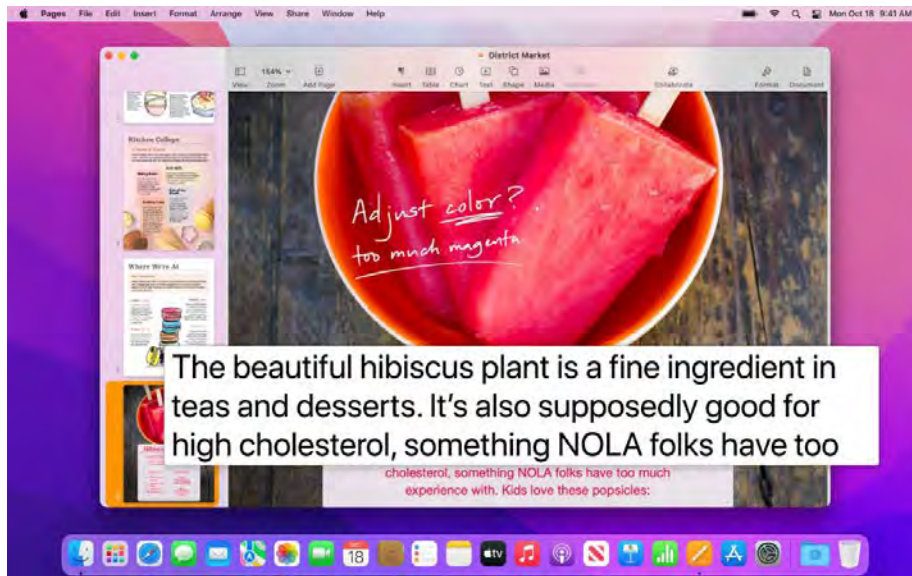 Pages File Edit Insert Format Arrange View Share Window Help
Mon Oct 18 9:41 AM
District Market
154%
View Zoom Add Page Insert Table Chart Text Shape Media Collaborate Format Document
Kitchen Collage
Where We're At
Adjust color?
too much magenta
The beautiful hibiscus plant is a fine ingredient in
teas and desserts. It's also supposedly good for
high cholesterol, something NOLA folks have too
cholesterol, something NOLA folks have too much
experience with. Kids love these popsicles:
18
tv